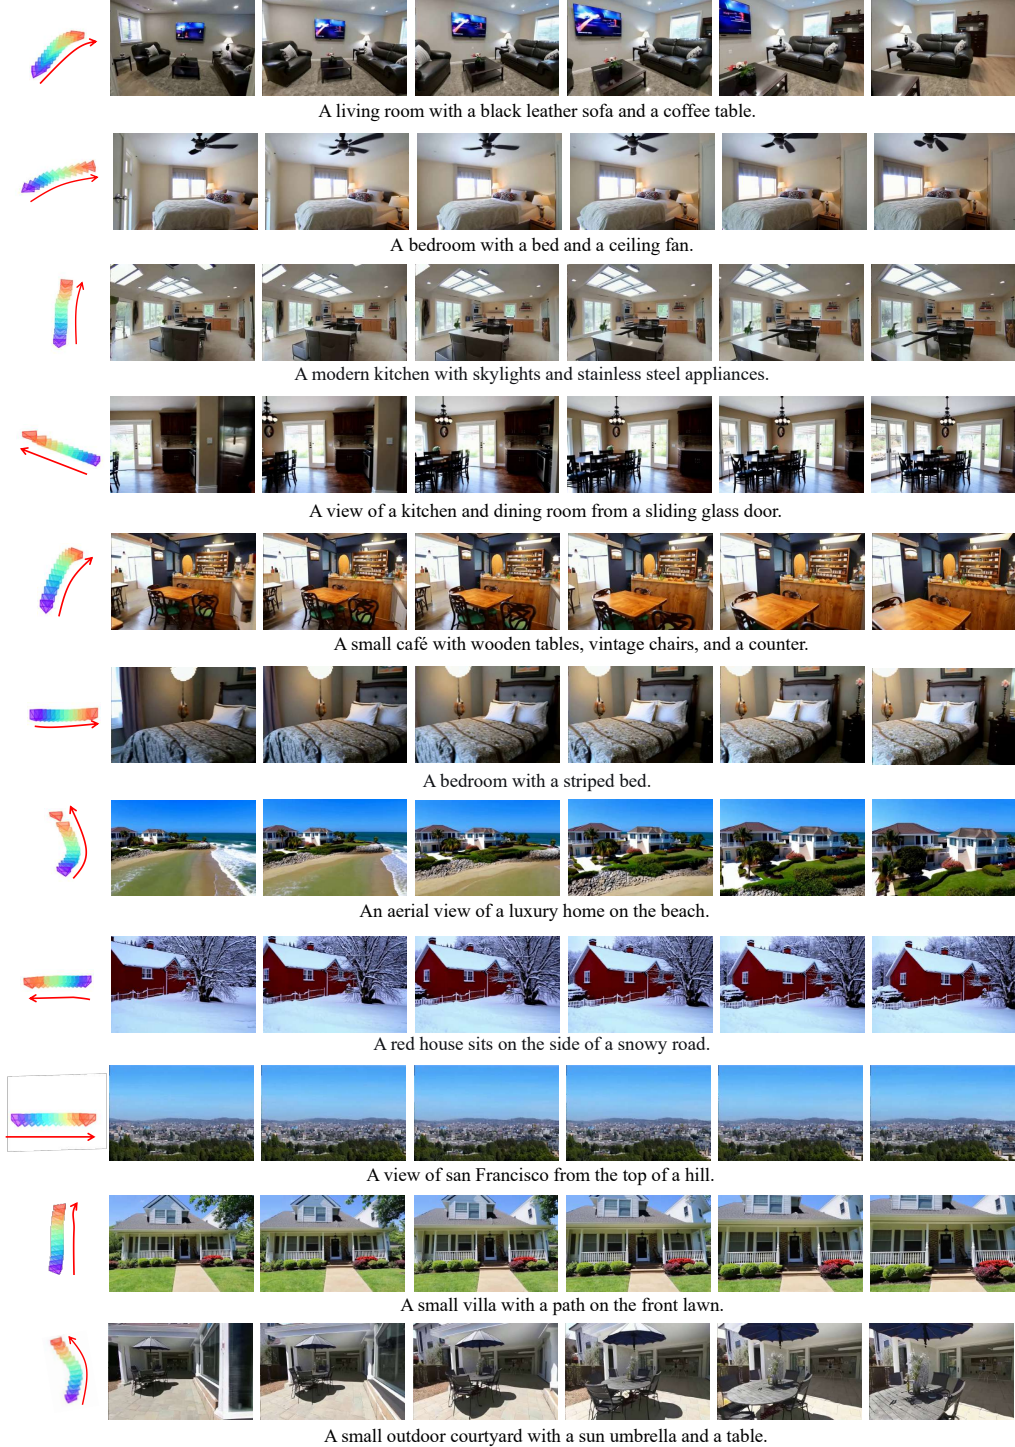 A living room with a black leather sofa and a coffee table.
A bedroom with a bed and a ceiling fan.
A modern kitchen with skylights and stainless steel appliances.
A view of a kitchen and dining room from a sliding glass door.
A small café with wooden tables, vintage chairs, and a counter.
A bedroom with a striped bed.
An aerial view of a luxury home on the beach.
A red house sits on the side of a snowy road.
A view of san Francisco from the top of a hill.
A small villa with a path on the front lawn.
A small outdoor courtyard with a sun umbrella and a table.